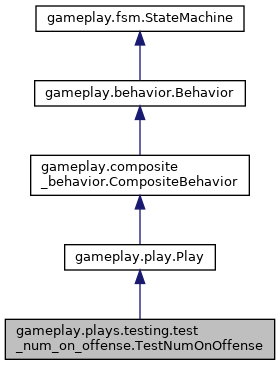 gameplay.fsm.StateMachine
gameplay.behavior.Behavior
gameplay.composite
_behavior.CompositeBehavior
gameplay.play.Play
gameplay.plays.testing.test
_num_on_offense.TestNumOnOffense